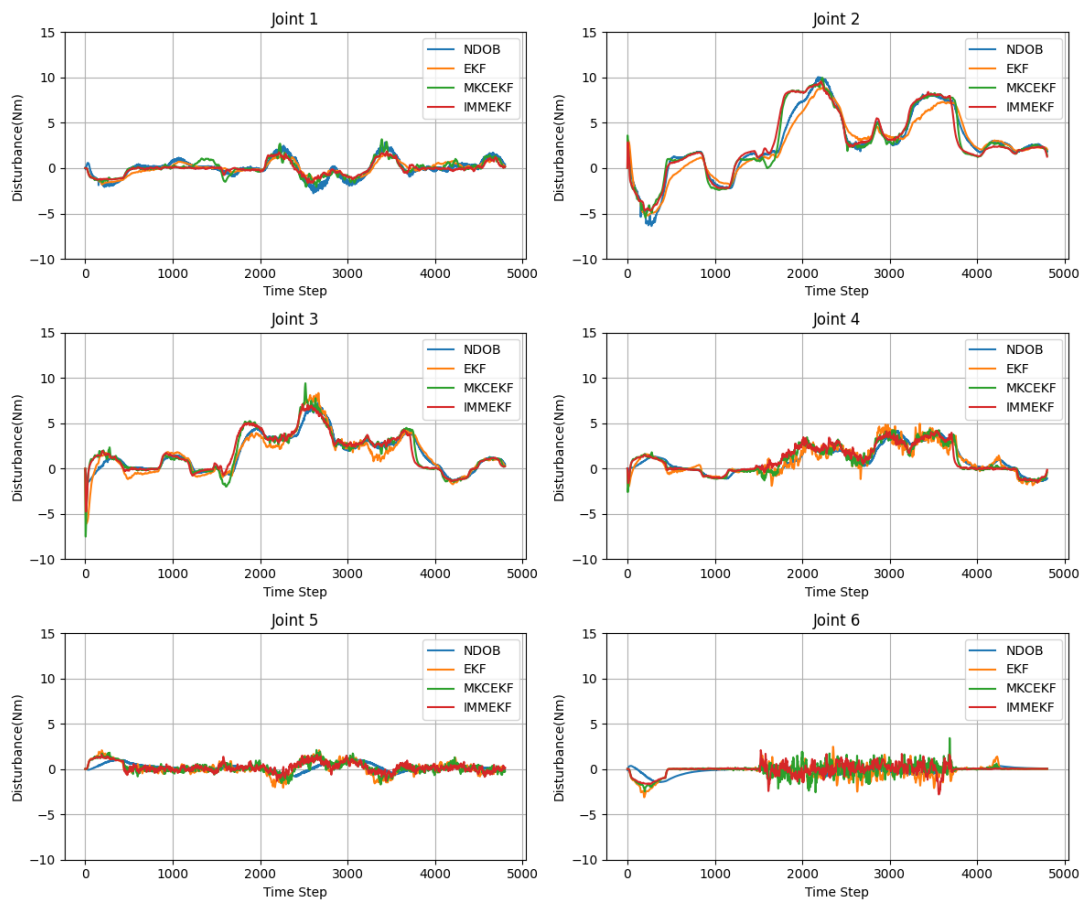 Joint 1
15
10
5
0
−5
−10
Disturbance(Nm)
NDOB
EKF
MKCEKF
IMMEKF
0 1000 2000 3000 4000 5000
Time Step
Joint 2
15
10
5
0
−5
−10
Disturbance(Nm)
NDOB
EKF
MKCEKF
IMMEKF
0 1000 2000 3000 4000 5000
Time Step
Joint 3
15
10
5
0
−5
−10
Disturbance(Nm)
NDOB
EKF
MKCEKF
IMMEKF
0 1000 2000 3000 4000 5000
Time Step
Joint 4
15
10
5
0
−5
−10
Disturbance(Nm)
NDOB
EKF
MKCEKF
IMMEKF
0 1000 2000 3000 4000 5000
Time Step
Joint 5
15
10
5
0
−5
−10
Disturbance(Nm)
NDOB
EKF
MKCEKF
IMMEKF
0 1000 2000 3000 4000 5000
Time Step
Joint 6
15
10
5
0
−5
−10
Disturbance(Nm)
NDOB
EKF
MKCEKF
IMMEKF
0 1000 2000 3000 4000 5000
Time Step